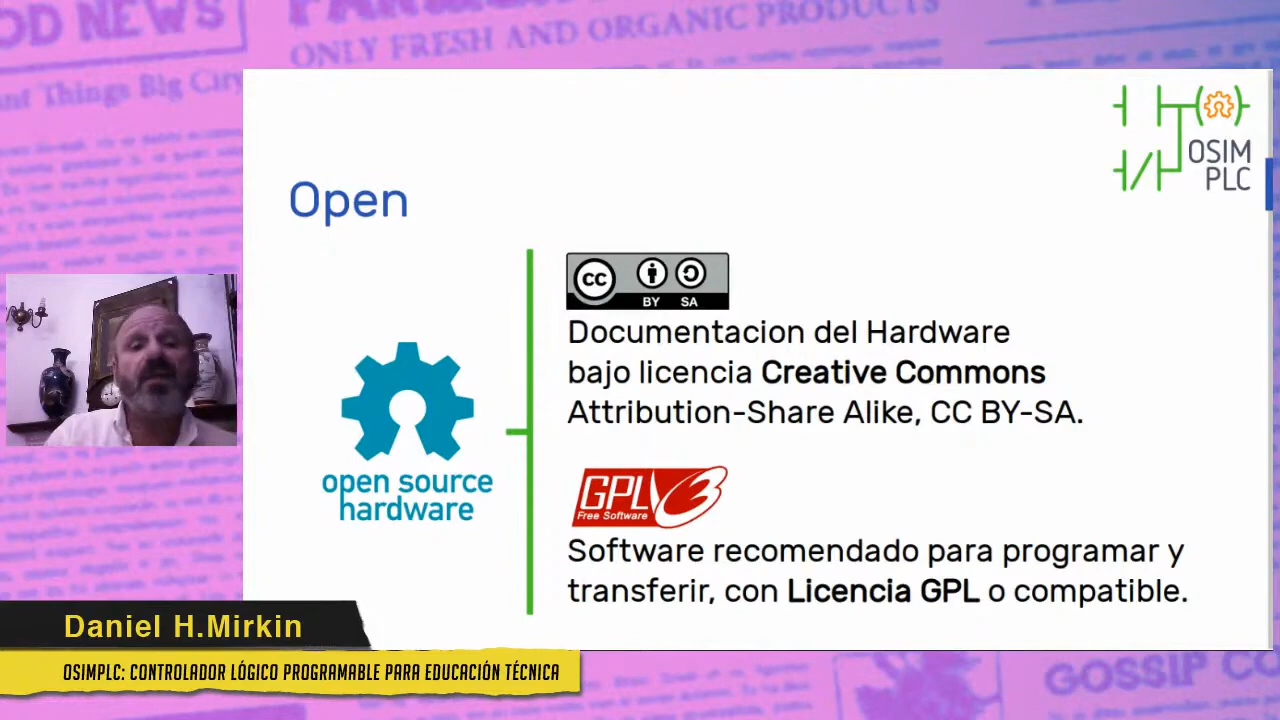 OD NEWS
ONLY FRESH AND ORGANIC PRODUCTS
nt Things Big City
OSIM
PLC
Open
CC
BY SA
Documentacion del Hardware
bajo licencia Creative Commons
Attribution-Share Alike, CC BY-SA.
open source
hardware
GPLV3
Free Software
Software recomendado para programar y
transferir, con Licencia GPL o compatible.
Daniel H.Mirkin
OSIMPLC: CONTROLADOR LÓGICO PROGRAMABLE PARA EDUCACIÓN TÉCNICA
GOSSIP CO